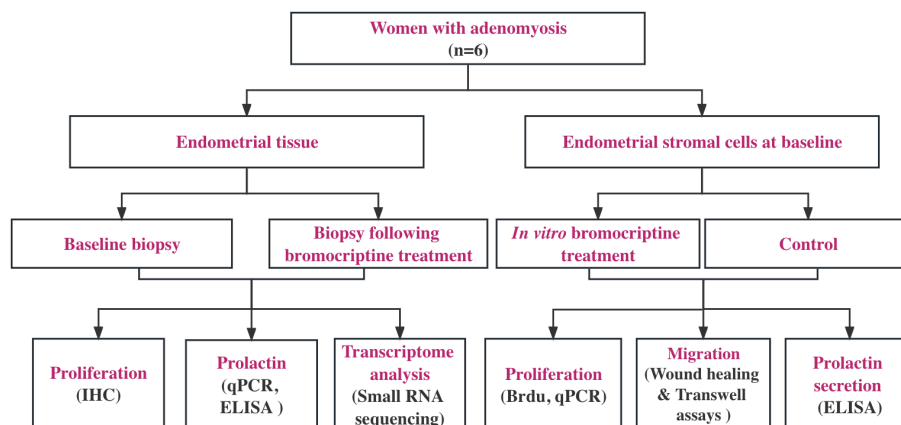 Women with adenomyosis
(n=6)
Endometrial tissue
Endometrial stromal cells at baseline
Baseline biopsy
Biopsy following
bromocriptine treatment
In vitro bromocriptine
treatment
Control
Proliferation
(IHC)
Prolactin
(qPCR,
ELISA )
Transcriptome
analysis
(Small RNA
sequencing)
Proliferation
(Brdu, qPCR)
Migration
(Wound healing
& Transwell
assays )
Prolactin
secretion
(ELISA)